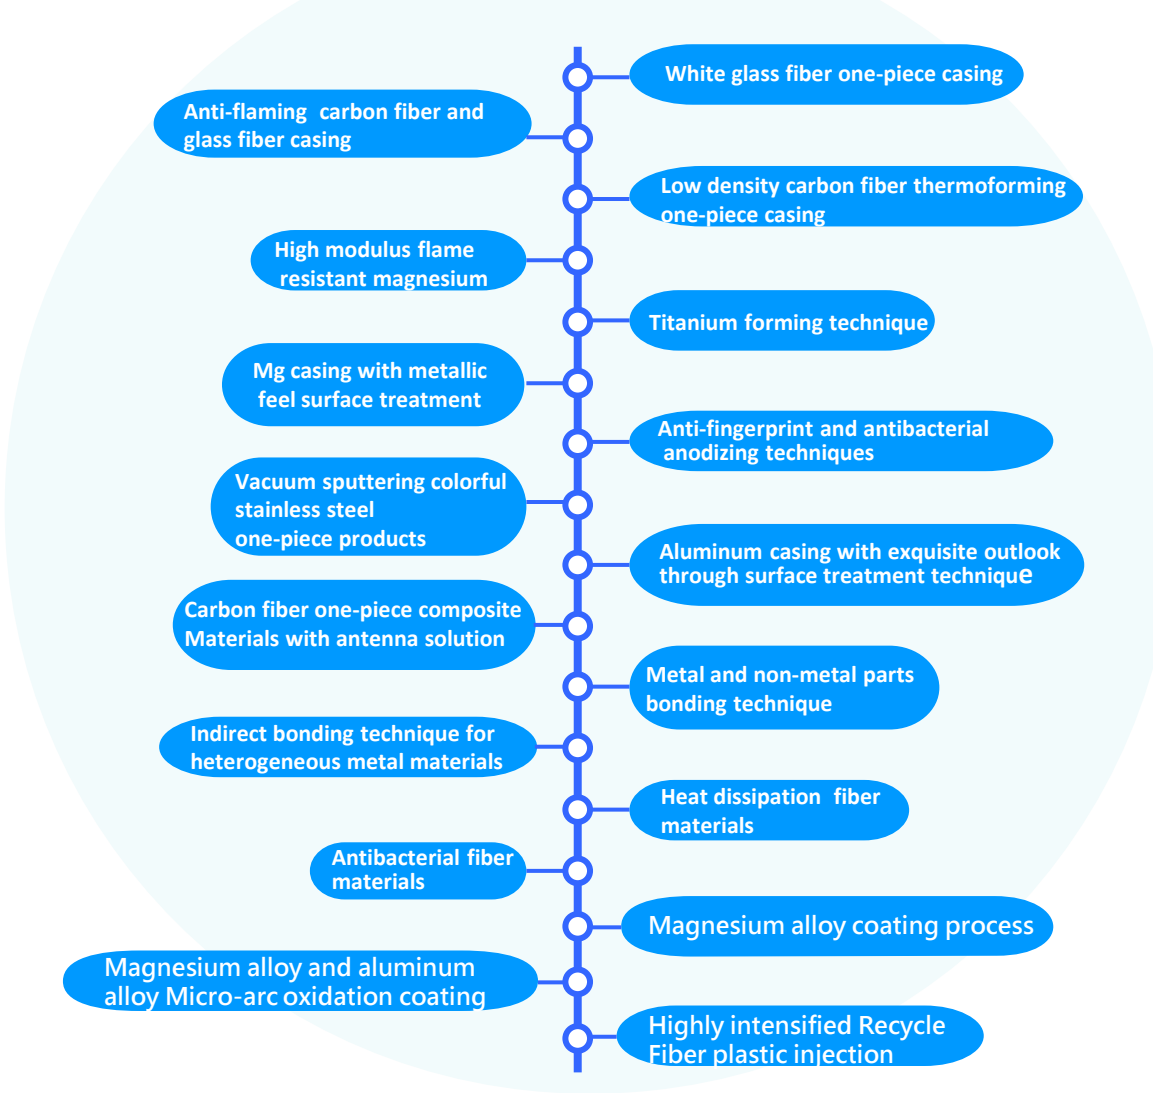 White glass fiber one-piece casing
Anti-flaming carbon fiber and
glass fiber casing
Low density carbon fiber thermoforming
one-piece casing
High modulus flame
resistant magnesium
Titanium forming technique
Mg casing with metallic
feel surface treatment
Anti-fingerprint and antibacterial
anodizing techniques
Vacuum sputtering colorful
stainless steel
one-piece products
Aluminum casing with exquisite outlook
through surface treatment technique
Carbon fiber one-piece composite
Materials with antenna solution
Metal and non-metal parts
bonding technique
Indirect bonding technique for
heterogeneous metal materials
Heat dissipation fiber
materials
Antibacterial fiber
materials
Magnesium alloy coating process
Magnesium alloy and aluminum
alloy Micro-arc oxidation coating
Highly intensified Recycle
Fiber plastic injection